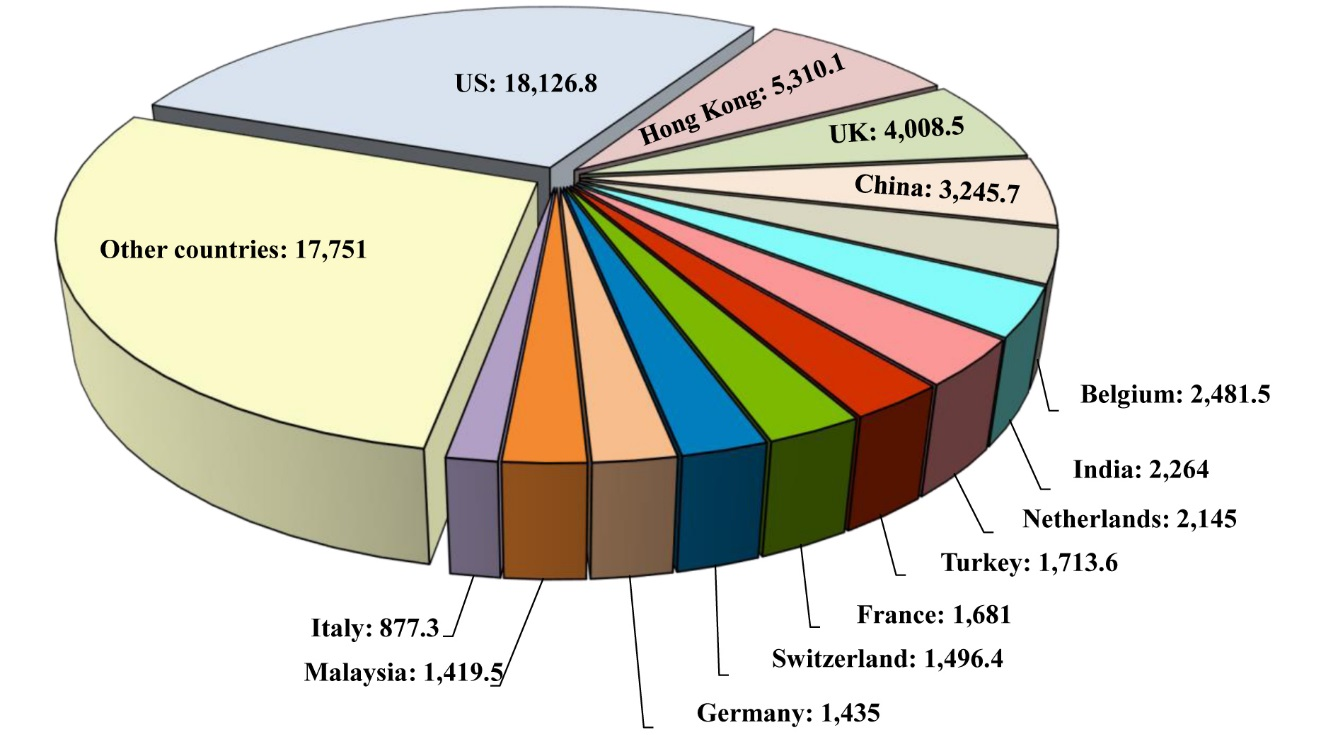 US: 18,126.8
Hong Kong: 5,310.1
UK: 4,008.5
China: 3,245.7
Other countries: 17,751
Belgium: 2,481.5
India: 2,264
Netherlands: 2,145
Turkey: 1,713.6
France: 1,681
Italy: 877.3
Switzerland: 1,496.4
Malaysia: 1,419.5
Germany: 1,435